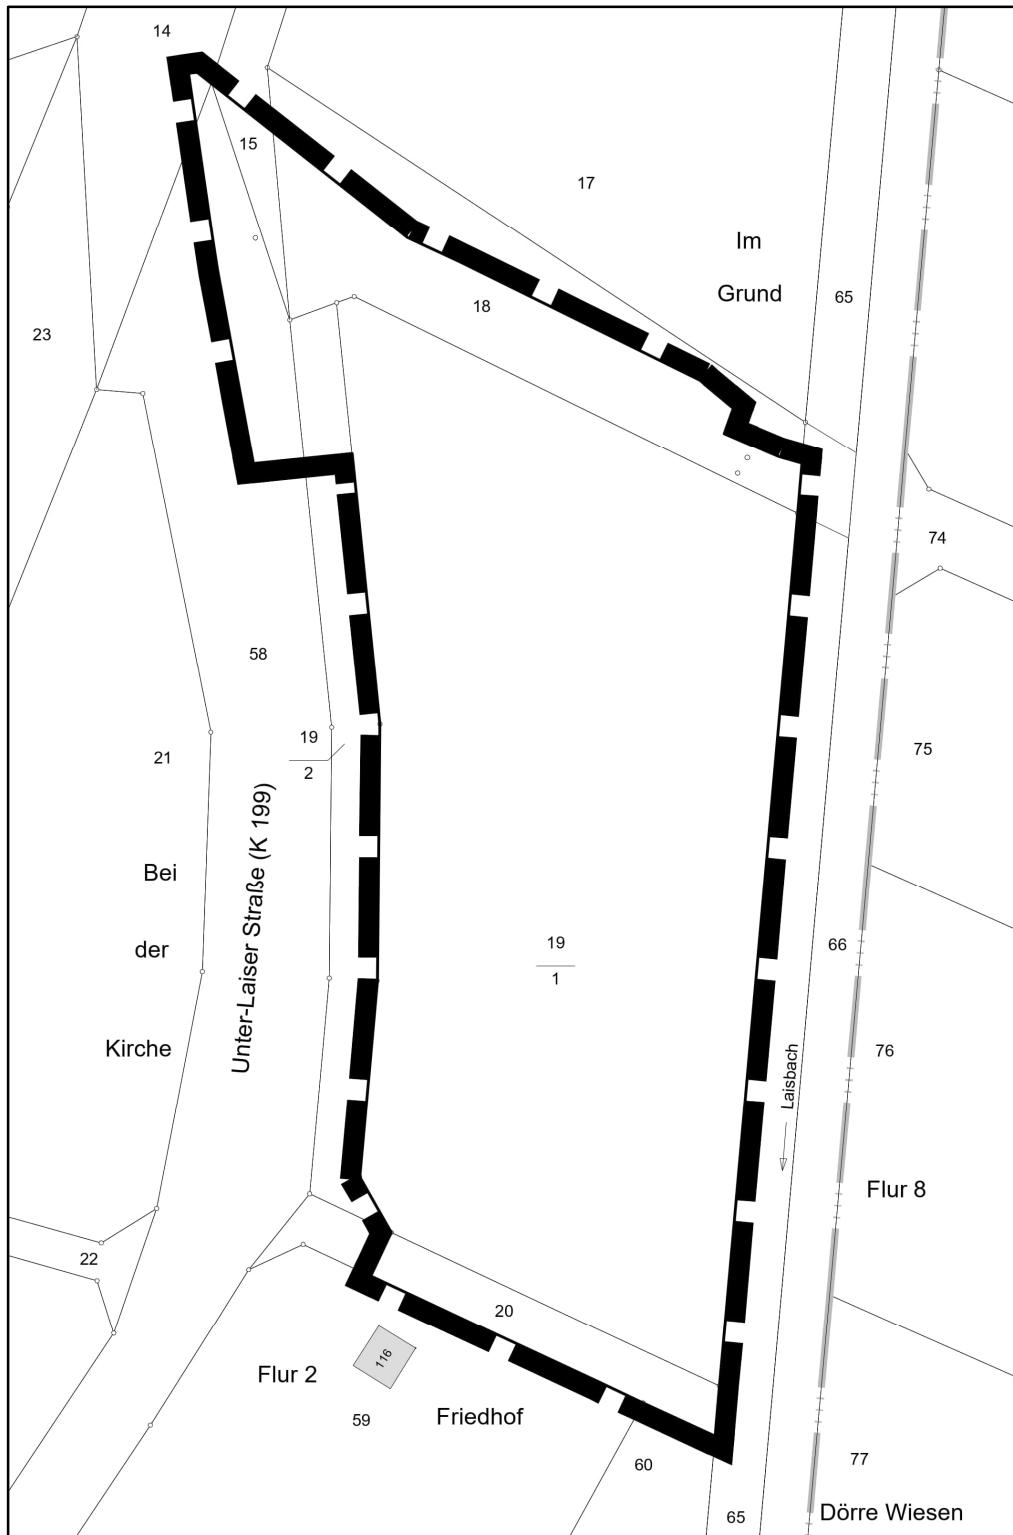 14
15
17
Im
Grund
65
18
23
74
58
19
2
21
75
Bei
der
Kirche
Unter-Laiser Straße (K 199)
19
1
66
76
Laisbach
Flur 8
22
20
116
Flur 2
59
Friedhof
60
77
65
Dörre Wiesen